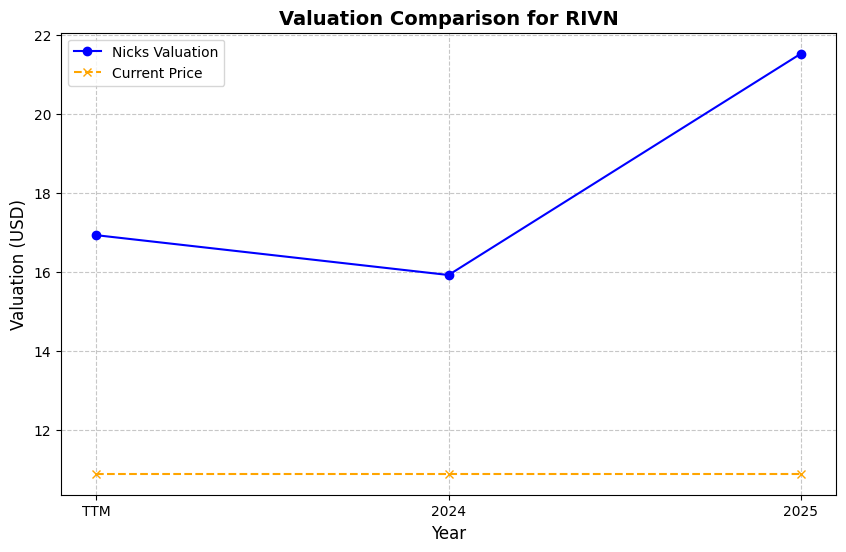 Valuation Comparison for RIVN
Nicks Valuation
Current Price
Valuation (USD)
22
20
18
16
14
12
TTM
2024
2025
Year